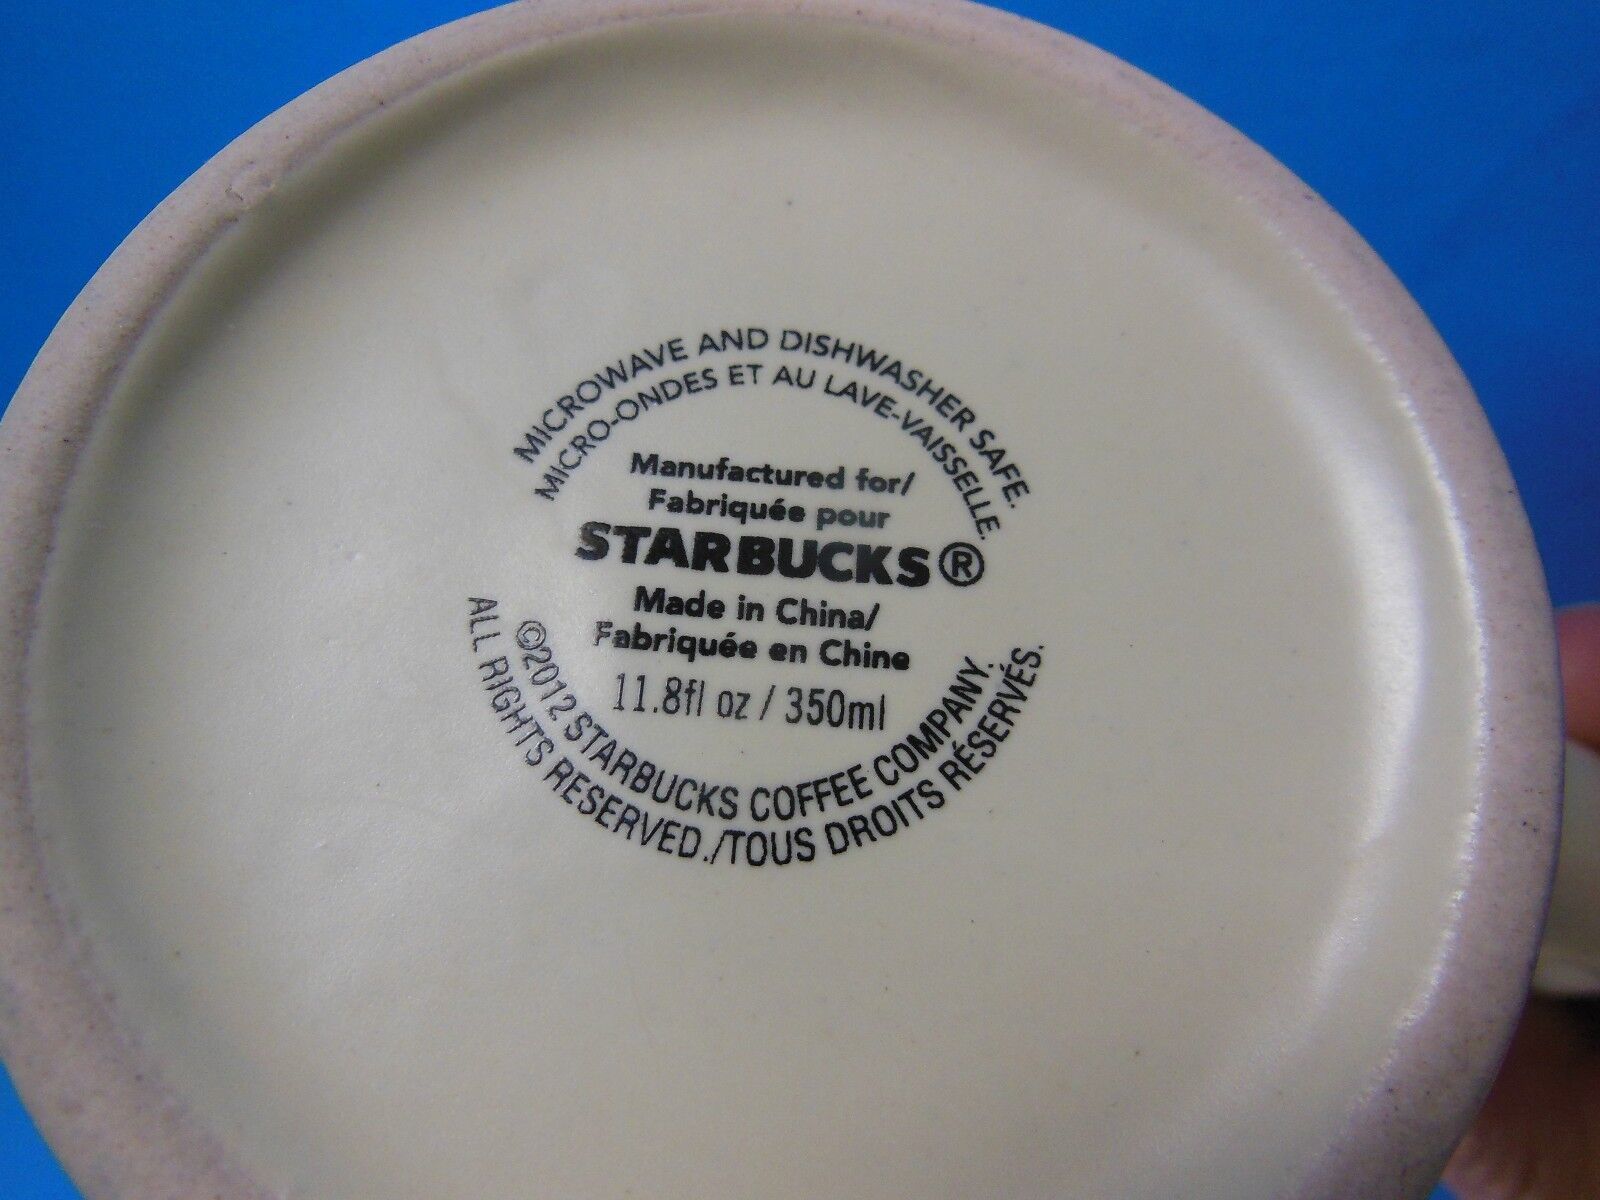 MICROWAVE AND DISHWASHER SAFE.
MICRO-ONDES ET AU LAVE-VAISSELLE.
Manufactured for/
Fabriquée pour
STARBUCKS®
Made in China/
Fabriquée en Chine
11.8fl oz / 350ml
©2012 STARBUCKS COFFEE COMPANY.
ALL RIGHTS RESERVED./TOUS DROITS RÉSERVÉS.